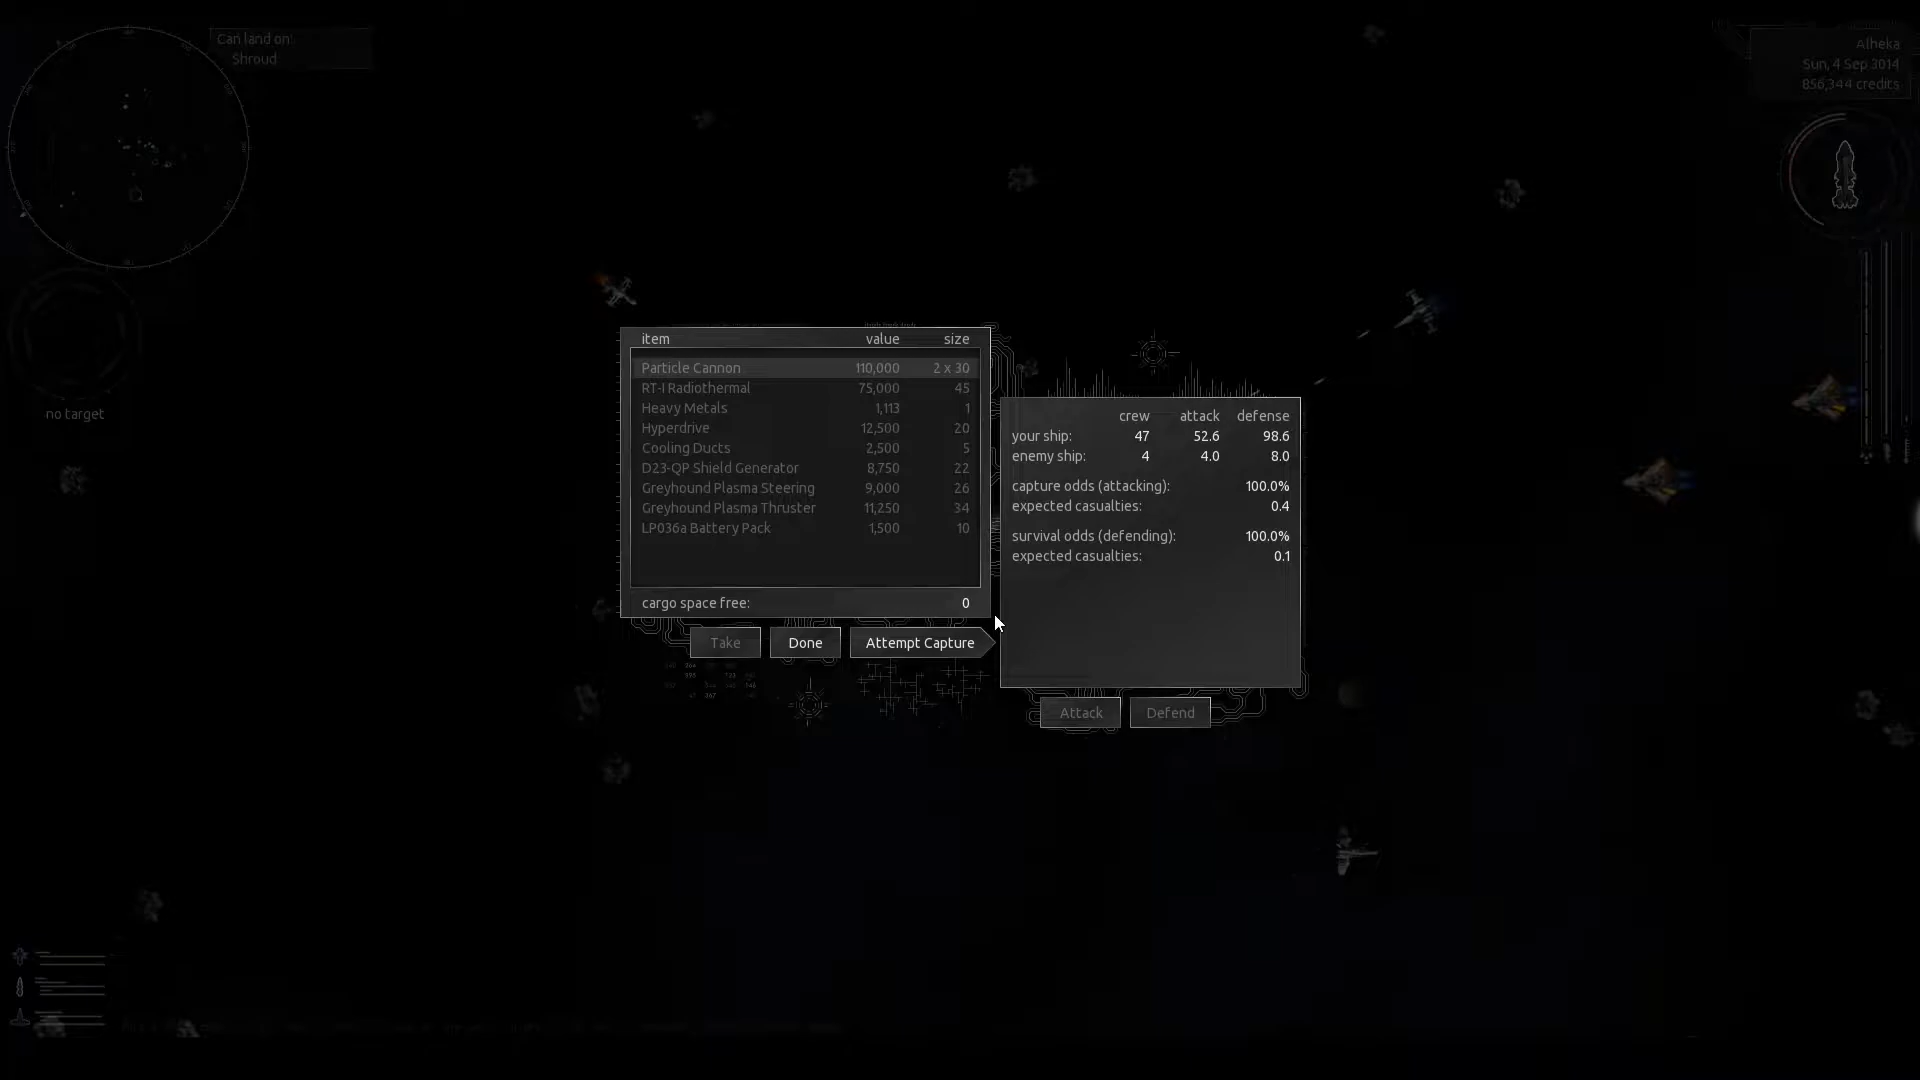 Can land on:
Shroud
Alheka
Sun, 4 Sep 3014
856,344 credits
no target
item value size
Particle Cannon 110,000 2 x 30
RT-I Radiothermal 75,000 45
Heavy Metals 1,113 1
Hyperdrive 12,500 20
Cooling Ducts 2,500 5
D23-QP Shield Generator 8,750 22
Greyhound Plasma Steering 9,000 26
Greyhound Plasma Thruster 11,250 34
LP036a Battery Pack 1,500 10
cargo space free: 0
Take Done Attempt Capture
crew attack defense
your ship: 47 52.6 98.6
enemy ship: 4 4.0 8.0
capture odds (attacking): 100.0%
expected casualties: 0.4
survival odds (defending): 100.0%
expected casualties: 0.1
Attack Defend